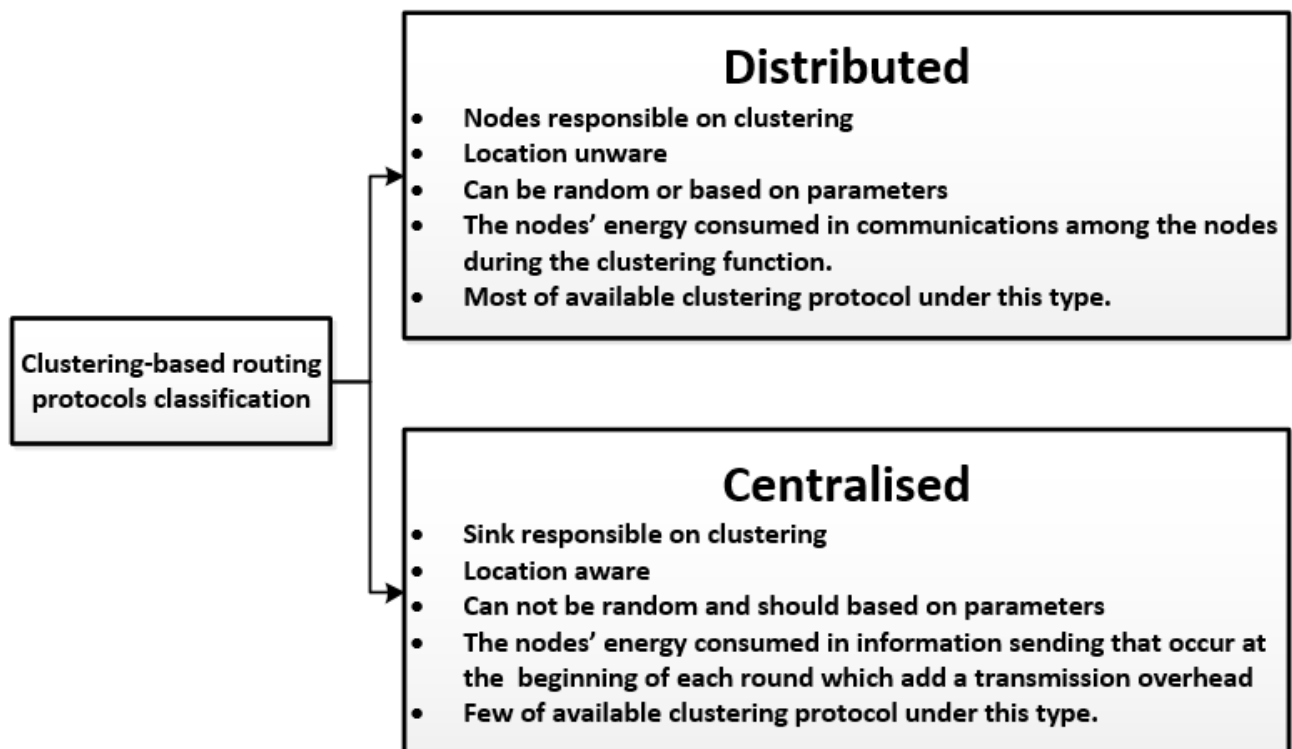 Distributed
• Nodes responsible on clustering
• Location unware
• Can be random or based on parameters
• The nodes’ energy consumed in communications among the nodes
during the clustering function.
• Most of available clustering protocol under this type.
Clustering-based routing
protocols classification
Centralised
• Sink responsible on clustering
• Location aware
• Can not be random and should based on parameters
• The nodes’ energy consumed in information sending that occur at
the beginning of each round which add a transmission overhead
• Few of available clustering protocol under this type.